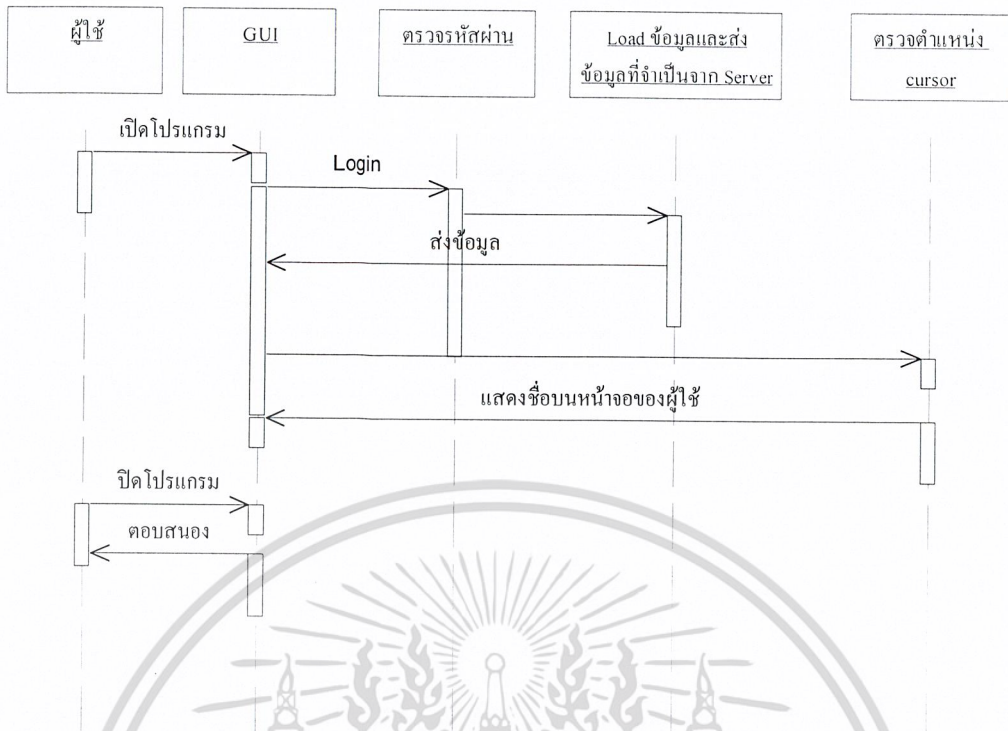 ผู้ใช้
GUI
ตรวจรหัสผ่าน
Load ข้อมูลและส่ง
ข้อมูลที่จำเป็นจาก Server
ตรวจตำแหน่ง
cursor
เปิดโปรแกรม
Login
ส่งข้อมูล
แสดงชื่อบนหน้าจอของผู้ใช้
ปิดโปรแกรม
ตอบสนอง